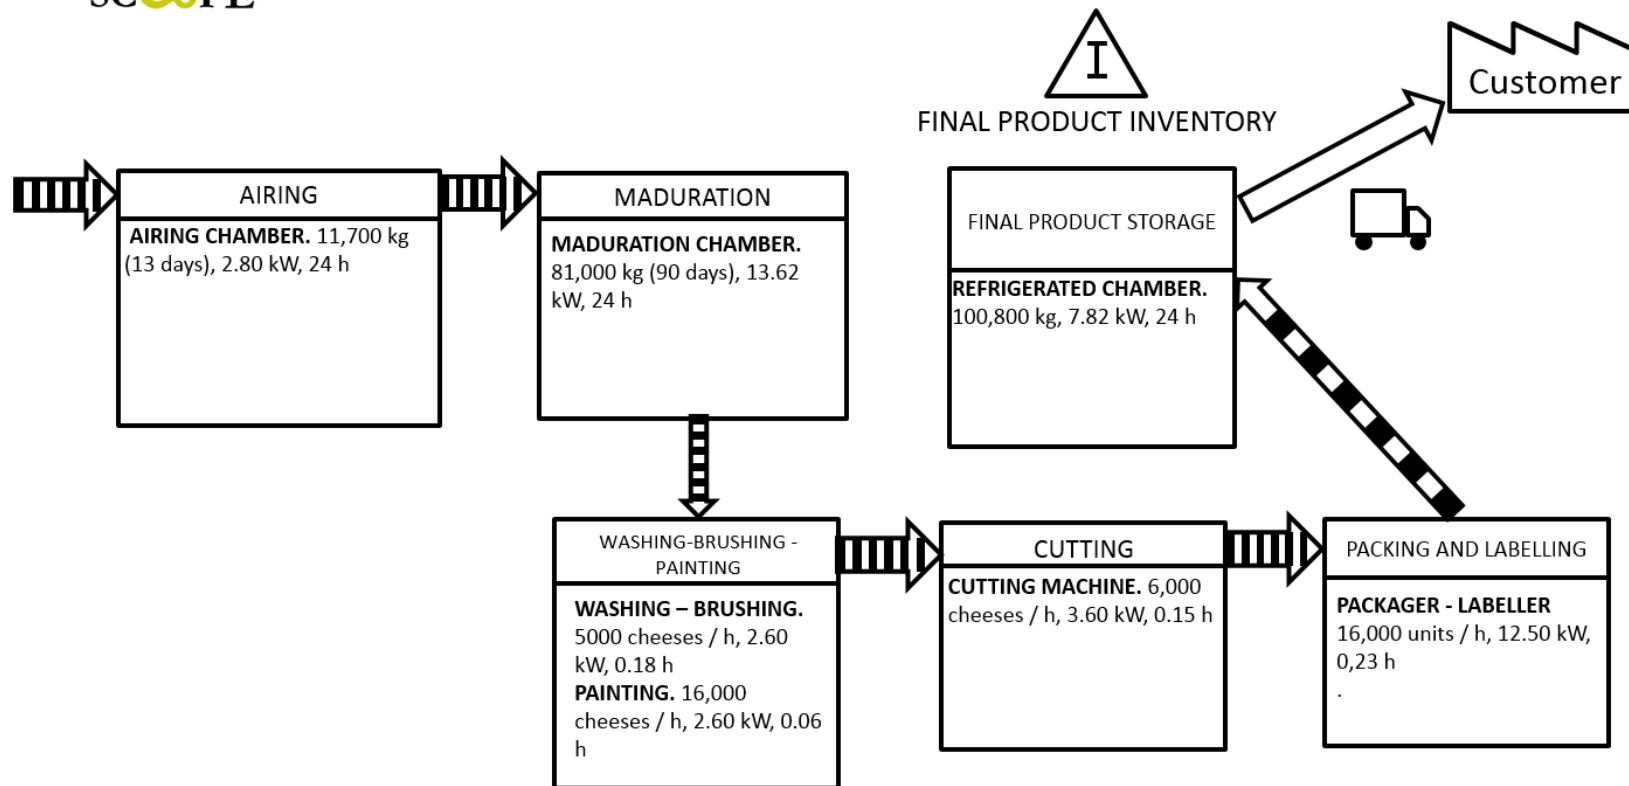 I
Customer
FINAL PRODUCT INVENTORY
AIRING
AIRING CHAMBER. 11,700 kg
(13 days), 2.80 kW, 24 h
MADURATION
MADURATION CHAMBER.
81,000 kg (90 days), 13.62
kW, 24 h
FINAL PRODUCT STORAGE
REFRIGERATED CHAMBER.
100,800 kg, 7.82 kW, 24 h
WASHING-BRUSHING -
PAINTING
WASHING – BRUSHING.
5000 cheeses / h, 2.60
kW, 0.18 h
PAINTING. 16,000
cheeses / h, 2.60 kW, 0.06
h
CUTTING
CUTTING MACHINE. 6,000
cheeses / h, 3.60 kW, 0.15 h
PACKING AND LABELLING
PACKAGER - LABELLER
16,000 units / h, 12.50 kW,
0,23 h
.